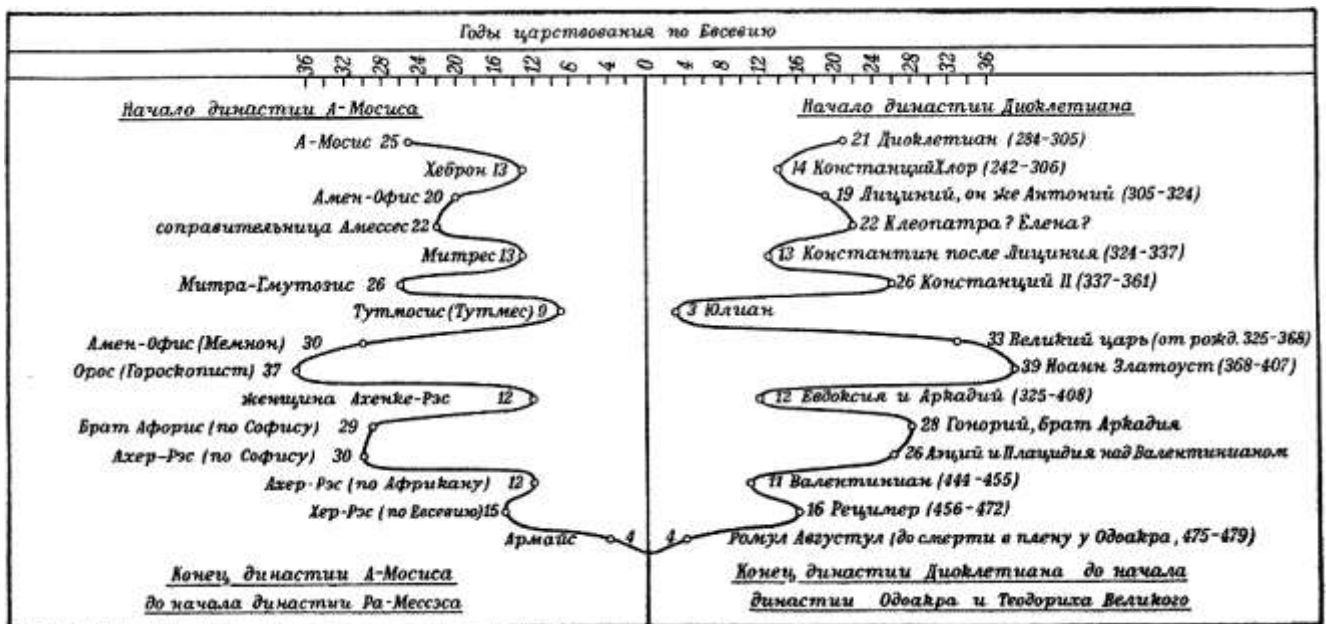 Годы царствования по Евсевию
36 32 28 24 20 16 12 8 4 0 4 8 12 16 20 24 28 32 36
Начало династии А-Мосиса
Начало династии Диоклетиана
А-Мосис 25
21 Диоклетиан (284-305)
Хеброн 13
14 Констанций Хлор (242-306)
Амен-Офис 20
19 Лициний, он же Антоний (305-324)
соправительница Амессес 22
22 Клеопатра? Елена?
Митрес 13
13 Константин после Лициния (324-337)
Митра-Гмутозис 26
26 Констанций II (337-361)
Тутмосис (Тутмес) 9
3 Юлиан
Амен-Офис (Мемнон) 30
33 Великий царь (от рожд. 325-368)
Орос (Гороскопист) 37
39 Иоанн Златоуст (368-407)
женщина Ахенке-Рэс 12
12 Евдоксия и Аркадий (325-408)
Брат Афорис (по Софису) 29
28 Гонорий, брат Аркадия
Ахер-Рэс (по Софису) 30
26 Аэций и Плацидия над Валентинианом
Ахер-Рэс (по Африкану) 12
11 Валентиниан (444-455)
Хер-Рэс (по Евсевию) 15
16 Рецимер (456-472)
Армайс 4
4 Ромул Августул (до смерти в плену у Одоакра, 475-479)
Конец династии А-Мосиса
до начала династии Ра-Мессэса
Конец династии Диоклетиана до начала
династии Одоакра и Теодориха Великого